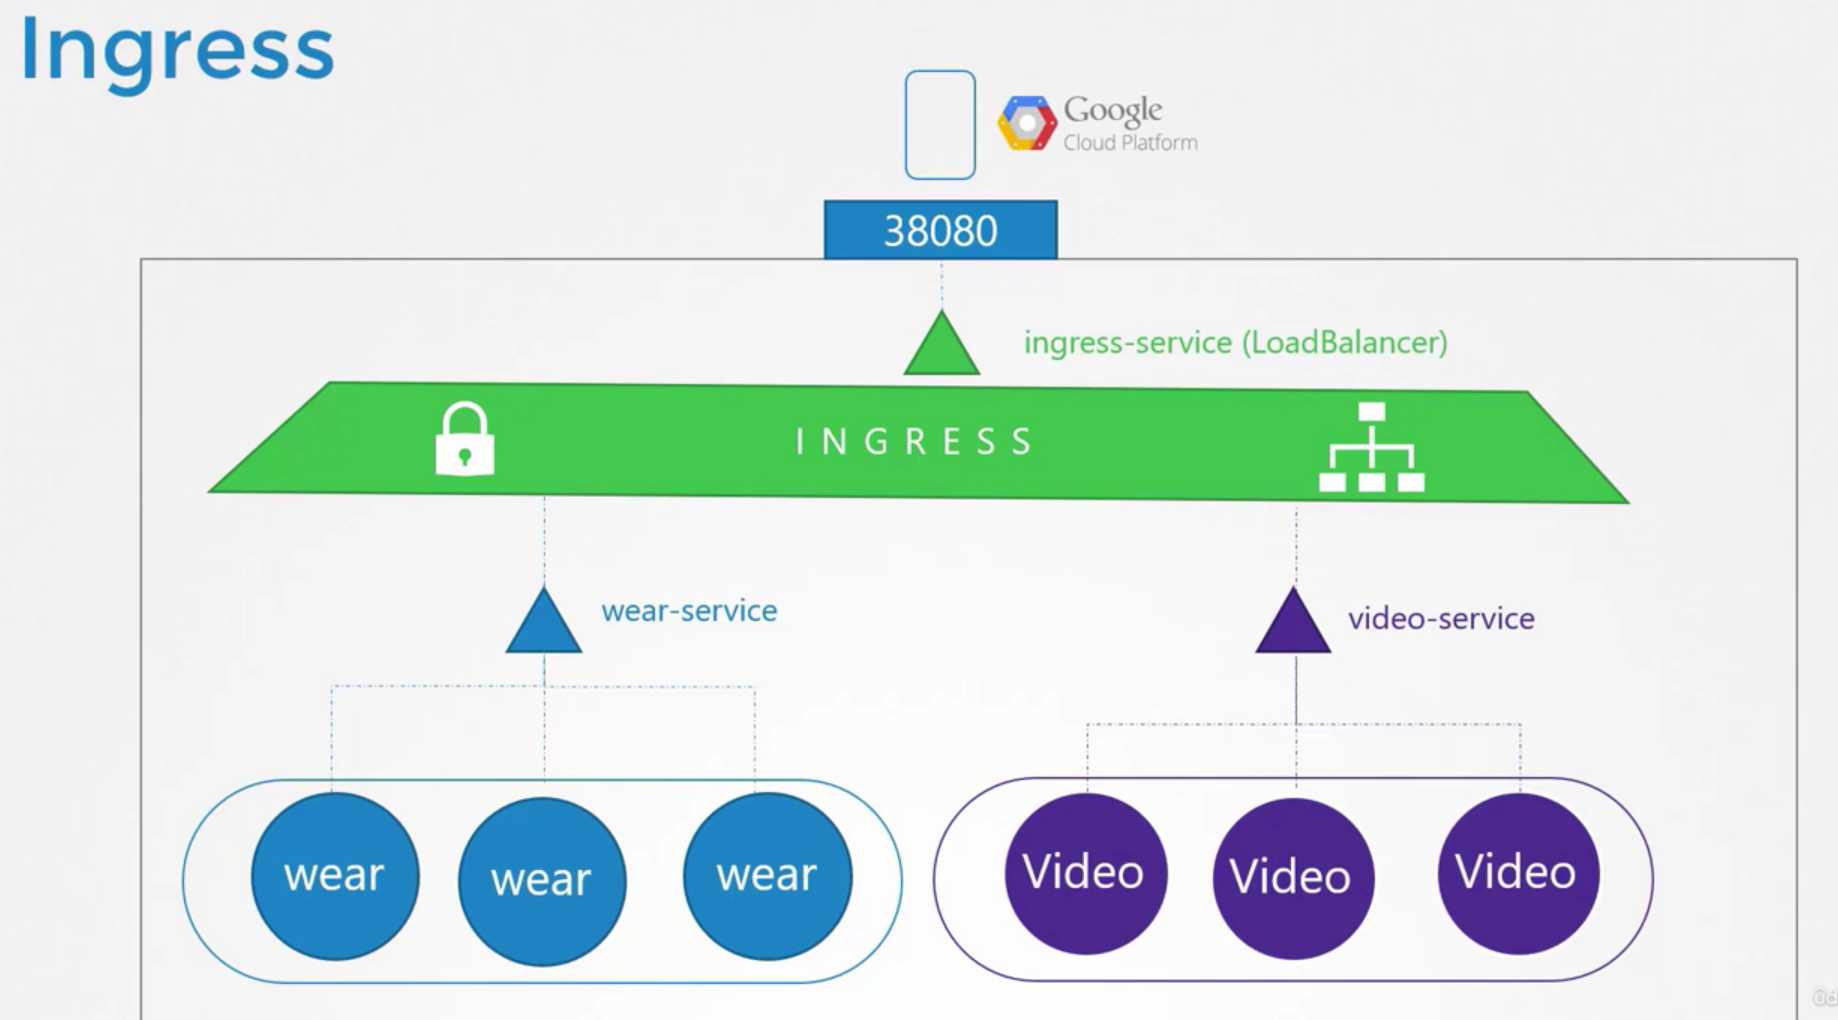 Ingress
Google
Cloud Platform
38080
ingress-service (LoadBalancer)
INGRESS
wear-service
video-service
wear
wear
wear
Video
Video
Video